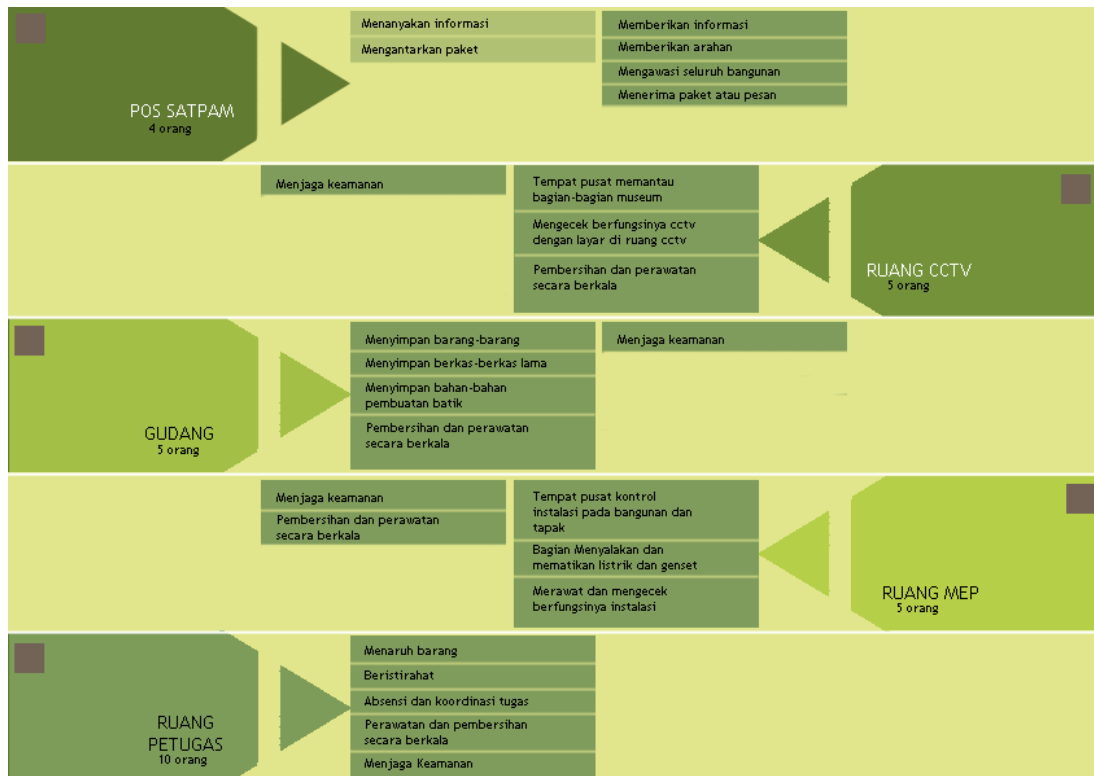 POS SATPAM
4 orang
Menanyakan informasi
Mengantarkan paket
Memberikan informasi
Memberikan arahan
Mengawasi seluruh bangunan
Menerima paket atau pesan
Menjaga keamanan
Tempat pusat memantau
bagian-bagian museum
Mengecek berfungsinya cctv
dengan layar di ruang cctv
Pembersihan dan perawatan
secara berkala
RUANG CCTV
5 orang
GUDANG
5 orang
Menyimpan barang-barang
Menyimpan berkas-berkas lama
Menyimpan bahan-bahan
pembuatan batik
Pembersihan dan perawatan
secara berkala
Menjaga keamanan
Menjaga keamanan
Pembersihan dan perawatan
secara berkala
Tempat pusat kontrol
instalasi pada bangunan dan
tapak
Bagian Menyalakan dan
mematikan listrik dan genset
Merawat dan mengecek
berfungsinya instalasi
RUANG MEP
5 orang
RUANG
PETUGAS
10 orang
Menaruh barang
Beristirahat
Absensi dan koordinasi tugas
Perawatan dan pembersihan
secara berkala
Menjaga Keamanan